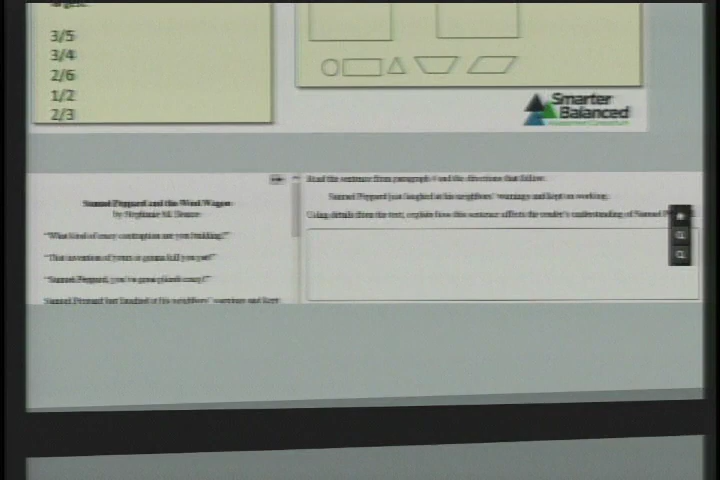 3/5
3/4
2/6
1/2
2/3
Smarter
Balanced
Samuel Peppard and the Wind Wagon
by Stephanie M.
"What kind of crazy contraption are you building?"
"That invention of yours is gonna kill you yet!"
"Samuel Peppard, you've gone plumb crazy!"
Samuel Peppard just laughed at his neighbors' warnings and kept
Read the sentence from paragraph 4 and the directions that follow.
Samuel Peppard just laughed at his neighbors' warnings and kept on working.
Using details from the text, explain how this sentence affects the reader's understanding of Samuel